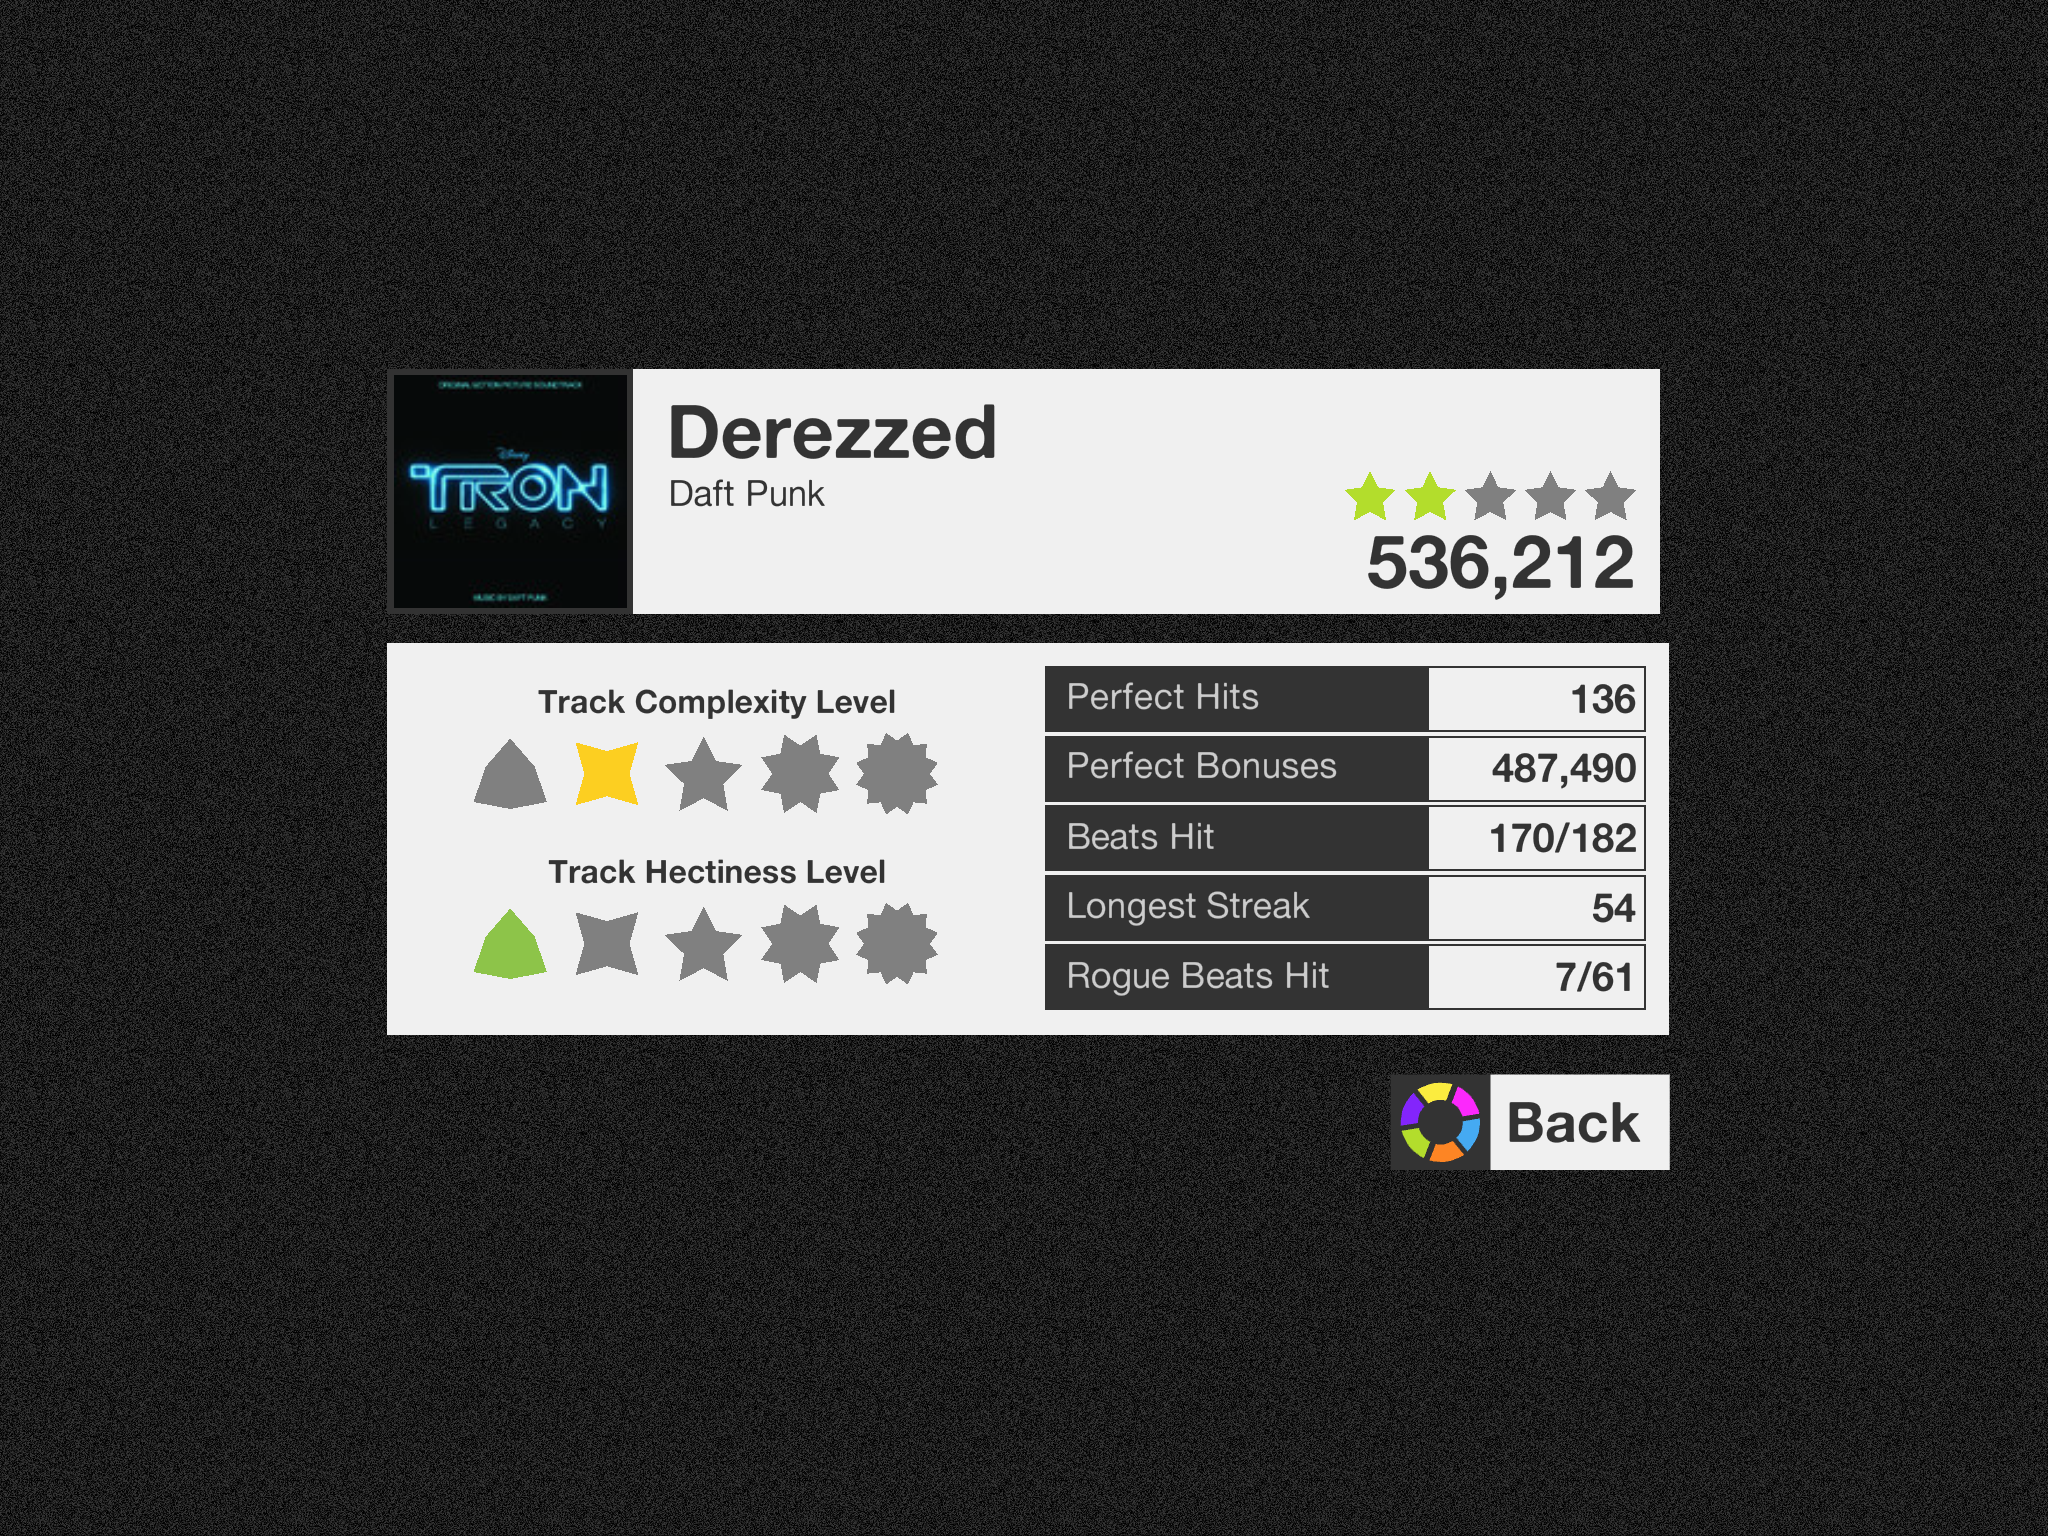 ORIGINAL MOTION PICTURE SOUNDTRACK
Disney
TRON
LEGACY
MUSIC BY DAFT PUNK
Derezzed
Daft Punk
536,212
Track Complexity Level
Track Hectiness Level
Perfect Hits 136
Perfect Bonuses 487,490
Beats Hit 170/182
Longest Streak 54
Rogue Beats Hit 7/61
Back